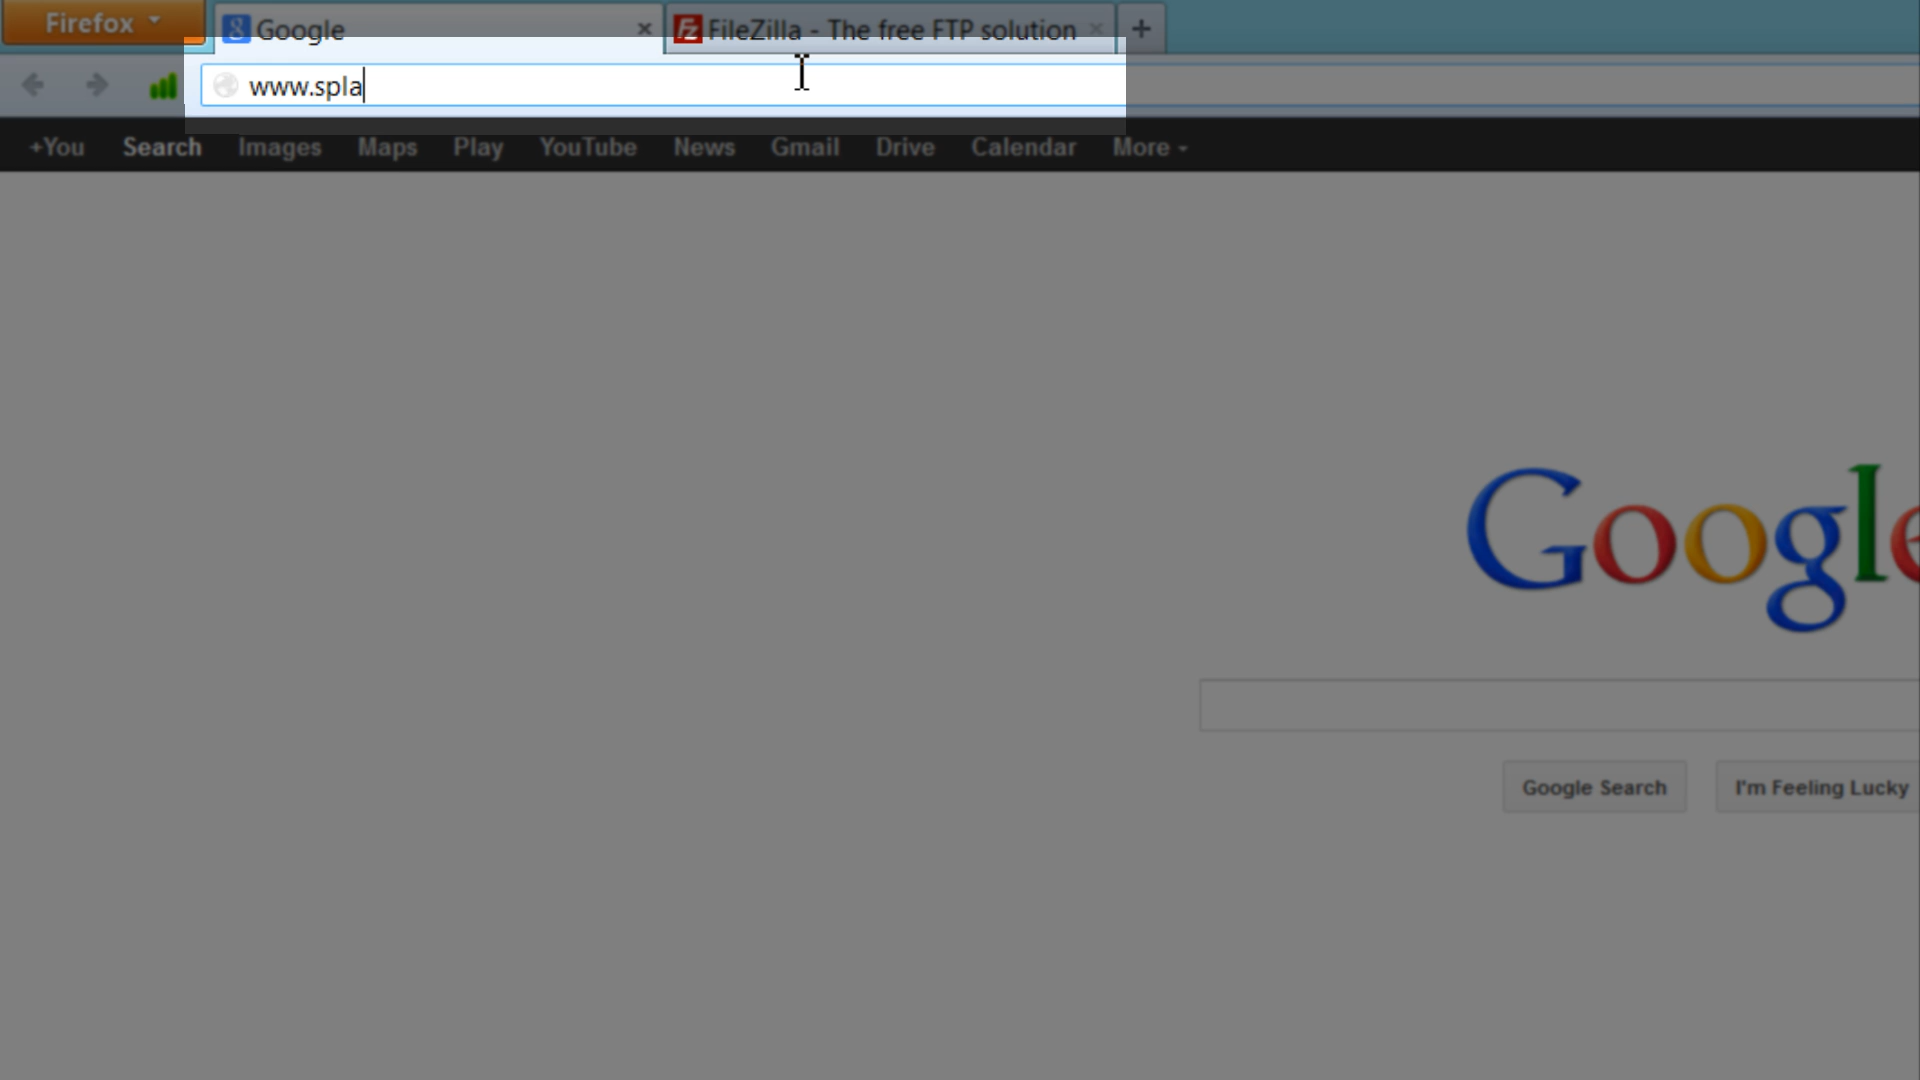 Firefox
Google
FileZilla - The free FTP solution
www.spla
+You Search Images Maps Play YouTube News Gmail Drive Calendar More
Google
Google Search I'm Feeling Lucky